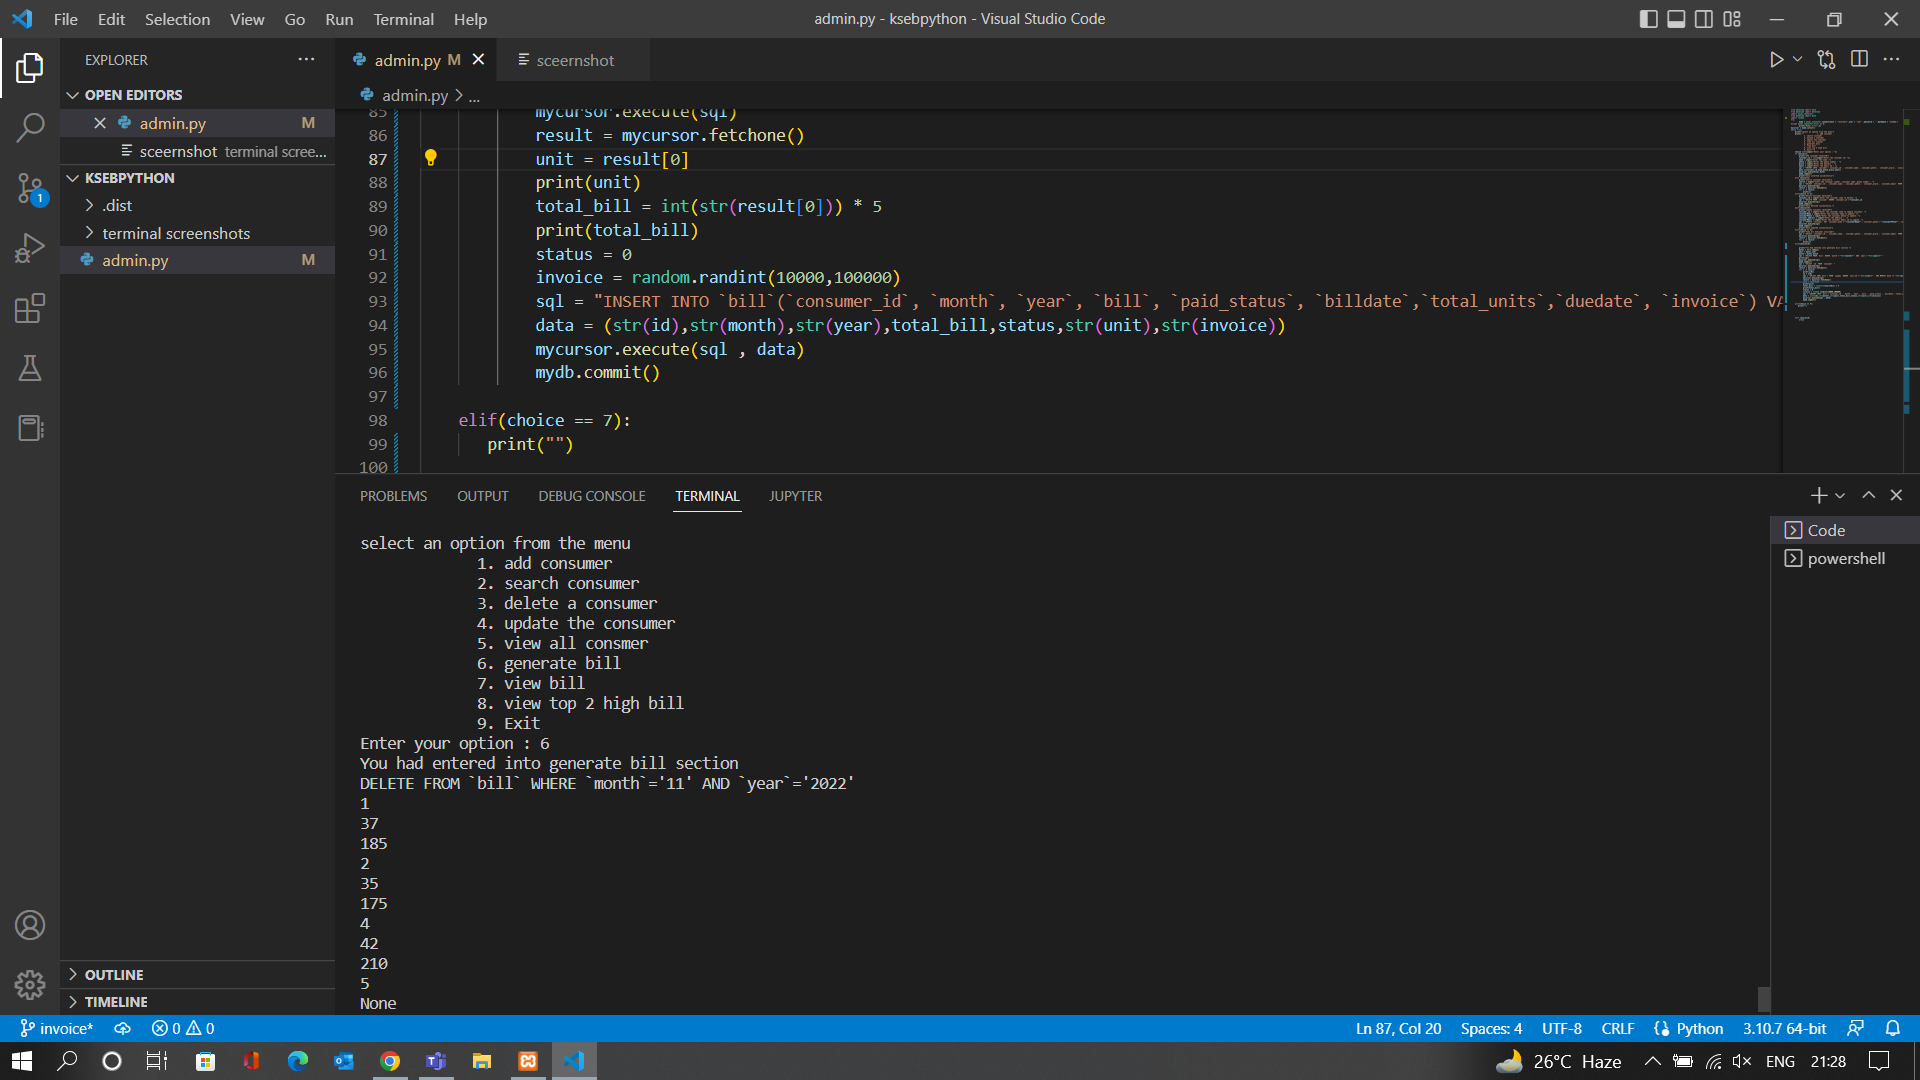 File Edit Selection View Go Run Terminal Help
admin.py - ksebpython - Visual Studio Code
EXPLORER
OPEN EDITORS
admin.py M
sceernshot terminal scree...
KSEBPYTHON
.dist
terminal screenshots
admin.py M
OUTLINE
TIMELINE
admin.py M
sceernshot
admin.py > ...
85 mycursor.execute(sql)
86 result = mycursor.fetchone()
87 unit = result[0]
88 print(unit)
89 total_bill = int(str(result[0])) * 5
90 print(total_bill)
91 status = 0
92 invoice = random.randint(10000,100000)
93 sql = "INSERT INTO `bill`(`consumer_id`, `month`, `year`, `bill`, `paid_status`, `billdate`,`total_units`,`duedate`, `invoice`) VA
94 data = (str(id),str(month),str(year),total_bill,status,str(unit),str(invoice))
95 mycursor.execute(sql , data)
96 mydb.commit()
97
98 elif(choice == 7):
99 print("")
100
PROBLEMS OUTPUT DEBUG CONSOLE TERMINAL JUPYTER
Code
powershell
select an option from the menu
1. add consumer
2. search consumer
3. delete a consumer
4. update the consumer
5. view all consmer
6. generate bill
7. view bill
8. view top 2 high bill
9. Exit
Enter your option : 6
You had entered into generate bill section
DELETE FROM `bill` WHERE `month`='11' AND `year`='2022'
1
37
185
2
35
175
4
42
210
5
None
1
invoice* 0 0
Ln 87, Col 20 Spaces: 4 UTF-8 CRLF Python 3.10.7 64-bit
26°C Haze ENG 21:28